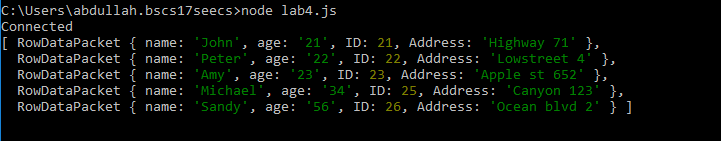 C:\Users\abdullah.bscs17seecs>node lab4.js
Connected
[ RowDataPacket { name: 'John', age: '21', ID: 21, Address: 'Highway 71' },
  RowDataPacket { name: 'Peter', age: '22', ID: 22, Address: 'Lowstreet 4' },
  RowDataPacket { name: 'Amy', age: '23', ID: 23, Address: 'Apple st 652' },
  RowDataPacket { name: 'Michael', age: '34', ID: 25, Address: 'Canyon 123' },
  RowDataPacket { name: 'Sandy', age: '56', ID: 26, Address: 'Ocean blvd 2' } ]